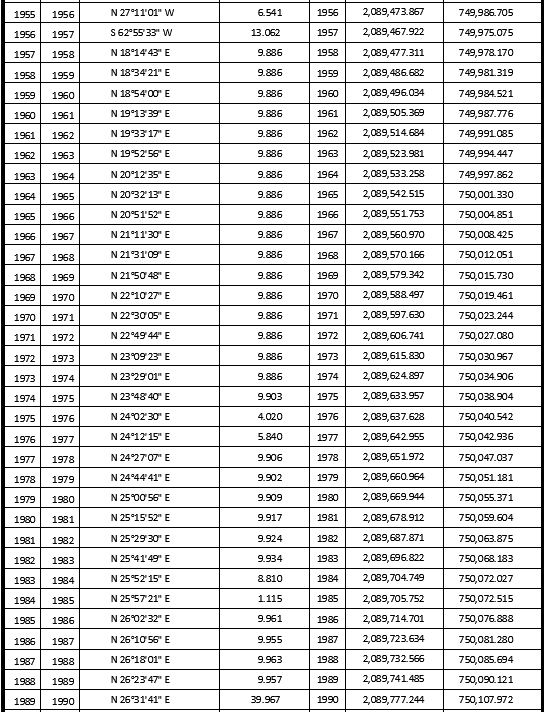 1955 1956 N 27°11'01" W 6.541 1956 2,089,473.867 749,986.705
1956 1957 S 62°55'33" W 13.062 1957 2,089,467.922 749,975.075
1957 1958 N 18°14'43" E 9.886 1958 2,089,477.311 749,978.170
1958 1959 N 18°34'21" E 9.886 1959 2,089,486.682 749,981.319
1959 1960 N 18°54'00" E 9.886 1960 2,089,496.034 749,984.521
1960 1961 N 19°13'39" E 9.886 1961 2,089,505.369 749,987.776
1961 1962 N 19°33'17" E 9.886 1962 2,089,514.684 749,991.085
1962 1963 N 19°52'56" E 9.886 1963 2,089,523.981 749,994.447
1963 1964 N 20°12'35" E 9.886 1964 2,089,533.258 749,997.862
1964 1965 N 20°32'13" E 9.886 1965 2,089,542.515 750,001.330
1965 1966 N 20°51'52" E 9.886 1966 2,089,551.753 750,004.851
1966 1967 N 21°11'30" E 9.886 1967 2,089,560.970 750,008.425
1967 1968 N 21°31'09" E 9.886 1968 2,089,570.166 750,012.051
1968 1969 N 21°50'48" E 9.886 1969 2,089,579.342 750,015.730
1969 1970 N 22°10'27" E 9.886 1970 2,089,588.497 750,019.461
1970 1971 N 22°30'05" E 9.886 1971 2,089,597.630 750,023.244
1971 1972 N 22°49'44" E 9.886 1972 2,089,606.741 750,027.080
1972 1973 N 23°09'23" E 9.886 1973 2,089,615.830 750,030.967
1973 1974 N 23°29'01" E 9.886 1974 2,089,624.897 750,034.906
1974 1975 N 23°48'40" E 9.903 1975 2,089,633.957 750,038.904
1975 1976 N 24°02'30" E 4.020 1976 2,089,637.628 750,040.542
1976 1977 N 24°12'15" E 5.840 1977 2,089,642.955 750,042.936
1977 1978 N 24°27'07" E 9.906 1978 2,089,651.972 750,047.037
1978 1979 N 24°44'41" E 9.902 1979 2,089,660.964 750,051.181
1979 1980 N 25°00'56" E 9.909 1980 2,089,669.944 750,055.371
1980 1981 N 25°15'52" E 9.917 1981 2,089,678.912 750,059.604
1981 1982 N 25°29'30" E 9.924 1982 2,089,687.871 750,063.875
1982 1983 N 25°41'49" E 9.934 1983 2,089,696.822 750,068.183
1983 1984 N 25°52'15" E 8.810 1984 2,089,704.749 750,072.027
1984 1985 N 25°57'21" E 1.115 1985 2,089,705.752 750,072.515
1985 1986 N 26°02'32" E 9.961 1986 2,089,714.701 750,076.888
1986 1987 N 26°10'56" E 9.955 1987 2,089,723.634 750,081.280
1987 1988 N 26°18'01" E 9.963 1988 2,089,732.566 750,085.694
1988 1989 N 26°23'47" E 9.957 1989 2,089,741.485 750,090.121
1989 1990 N 26°31'41" E 39.967 1990 2,089,777.244 750,107.972